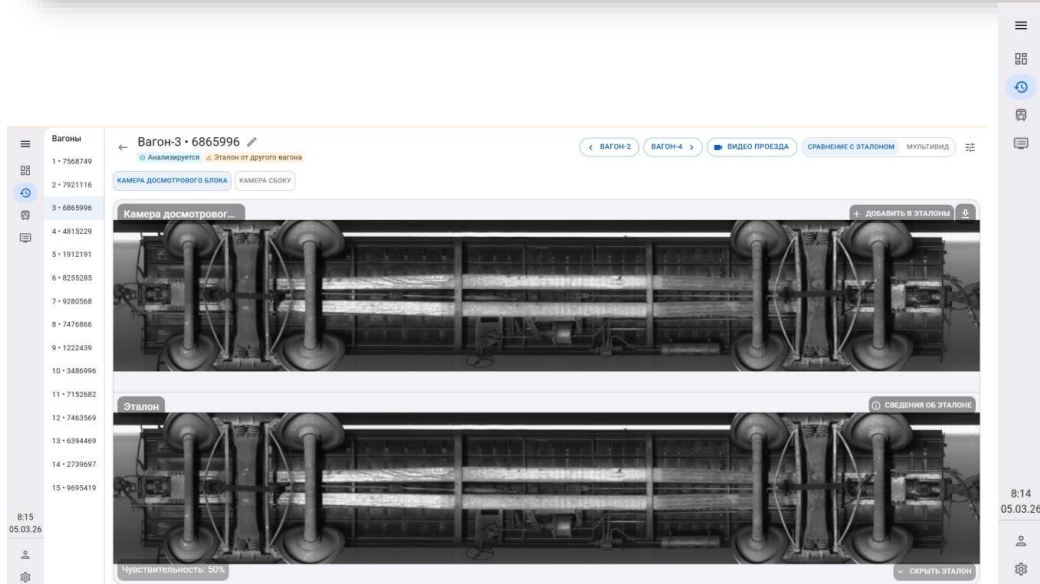 Вагоны
1 • 7568749
2 • 7921116
3 • 6865996
4 • 4815229
5 • 1912191
6 • 8255285
7 • 9280568
8 • 7476866
9 • 1222439
10 • 3486996
11 • 7152682
12 • 7463569
13 • 6394469
14 • 2739697
15 • 9695419
8:15
05.03.26
Вагон-3 • 6865996
Анализируется Эталон от другого вагона
ВАГОН-2 ВАГОН-4 ВИДЕО ПРОЕЗДА СРАВНЕНИЕ С ЭТАЛОНОМ МУЛЬТИВИД
КАМЕРА ДОСМОТРОВОГО БЛОКА КАМЕРА СБОКУ
Камера досмотровог... + ДОБАВИТЬ В ЭТАЛОНЫ
Эталон СВЕДЕНИЯ ОБ ЭТАЛОНЕ
Чувствительность: 50% СКРЫТЬ ЭТАЛОН
8:14
05.03.26